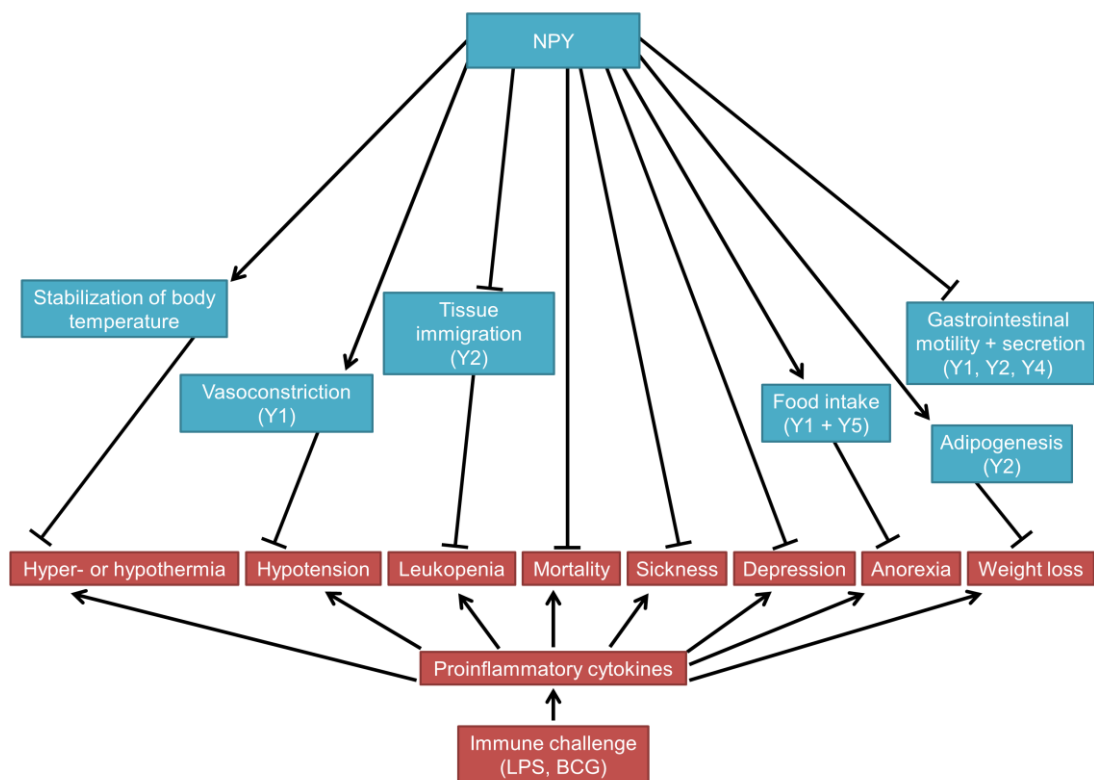 NPY
Stabilization of body
temperature
Vasoconstriction
(Y1)
Tissue
immigration
(Y2)
Food intake
(Y1 + Y5)
Gastrointestinal
motility + secretion
(Y1, Y2, Y4)
Adipogenesis
(Y2)
Hyper- or hypothermia
Hypotension
Leukopenia
Mortality
Sickness
Depression
Anorexia
Weight loss
Proinflammatory cytokines
Immune challenge
(LPS, BCG)